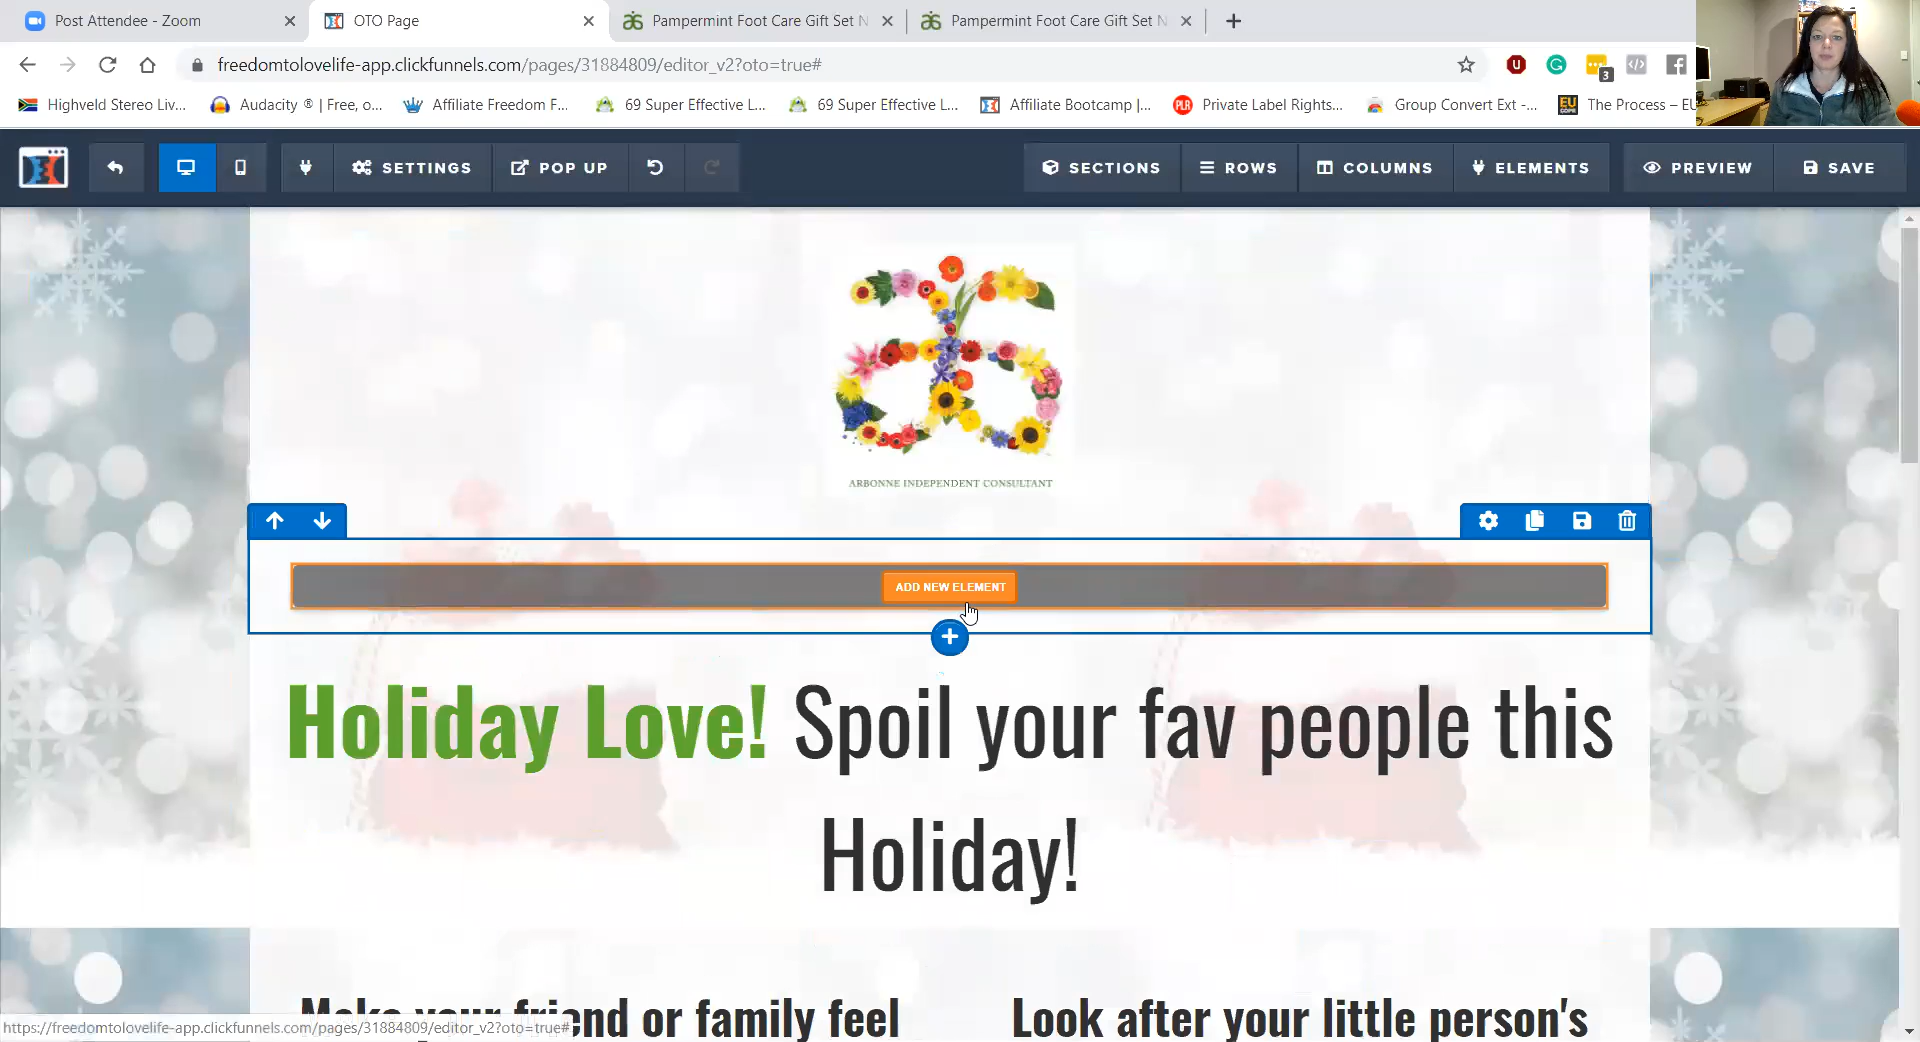 Post Attendee - Zoom
OTO Page
Pampermint Foot Care Gift Set N
Pampermint Foot Care Gift Set N
freedomtolovelife-app.clickfunnels.com/pages/31884809/editor_v2?oto=true#
3
Highveld Stereo Liv...
Audacity ® | Free, o...
Affiliate Freedom F...
69 Super Effective L...
69 Super Effective L...
Affiliate Bootcamp |...
PLR
Private Label Rights...
Group Convert Ext -...
EU
The Process – EU
SETTINGS
POP UP
SECTIONS
ROWS
COLUMNS
ELEMENTS
PREVIEW
SAVE
ARBONNE INDEPENDENT CONSULTANT
ADD NEW ELEMENT
Holiday Love! Spoil your fav people this
Holiday!
Make your friend or family feel
Look after your little person's
https://freedomtolovelife-app.clickfunnels.com/pages/31884809/editor_v2?oto=true#